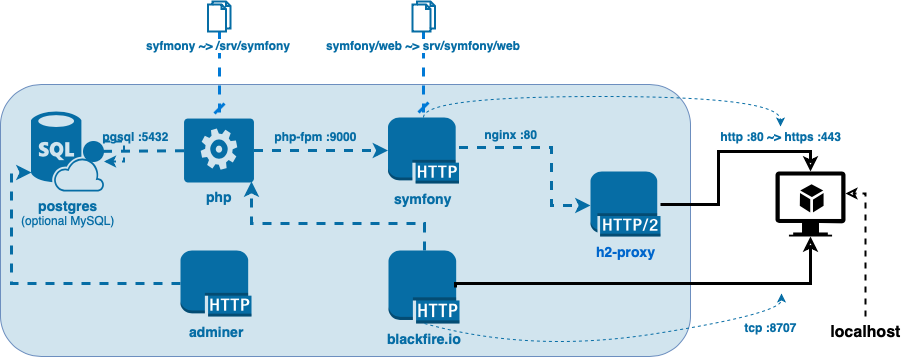 syfmony ~> /srv/symfony
symfony/web ~> srv/symfony/web
pgsql :5432
php-fpm :9000
nginx :80
http :80 ~> https :443
SQL
HTTP
php
symfony
postgres
(optional MySQL)
HTTP/2
h2-proxy
HTTP
HTTP
adminer
blackfire.io
tcp :8707
localhost